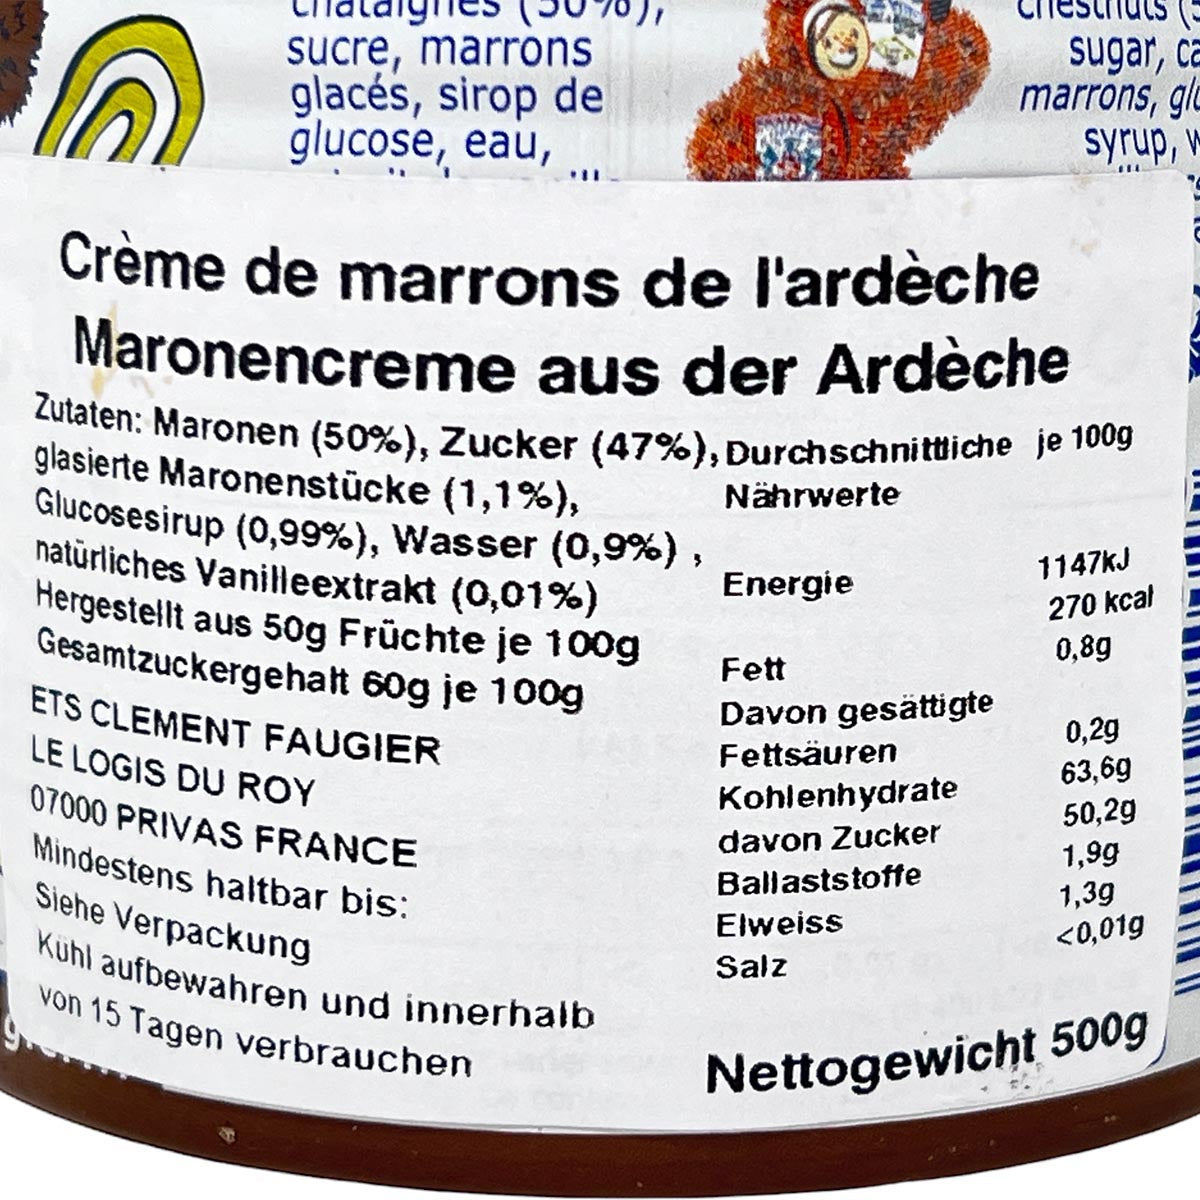 sucre, marrons
glacés, sirop de
glucose, eau,
sugar,
marrons,
syrup,
Crème de marrons de l'ardèche
Maronencreme aus der Ardèche
Zutaten: Maronen (50%), Zucker (47%),
glasierte Maronenstücke (1,1%),
Glucosesirup (0,99%), Wasser (0,9%) ,
natürliches Vanilleextrakt (0,01%)
Hergestellt aus 50g Früchte je 100g
Gesamtzuckergehalt 60g je 100g
ETS CLEMENT FAUGIER
LE LOGIS DU ROY
07000 PRIVAS FRANCE
Mindestens haltbar bis:
Siehe Verpackung
Kühl aufbewahren und innerhalb
von 15 Tagen verbrauchen
Durchschnittliche je 100g
Nährwerte
Energie 1147kJ
270 kcal
Fett 0,8g
Davon gesättigte
Fettsäuren 0,2g
Kohlenhydrate 63,6g
davon Zucker 50,2g
Ballaststoffe 1,9g
Eiweiss 1,3g
Salz <0,01g
Nettogewicht 500g